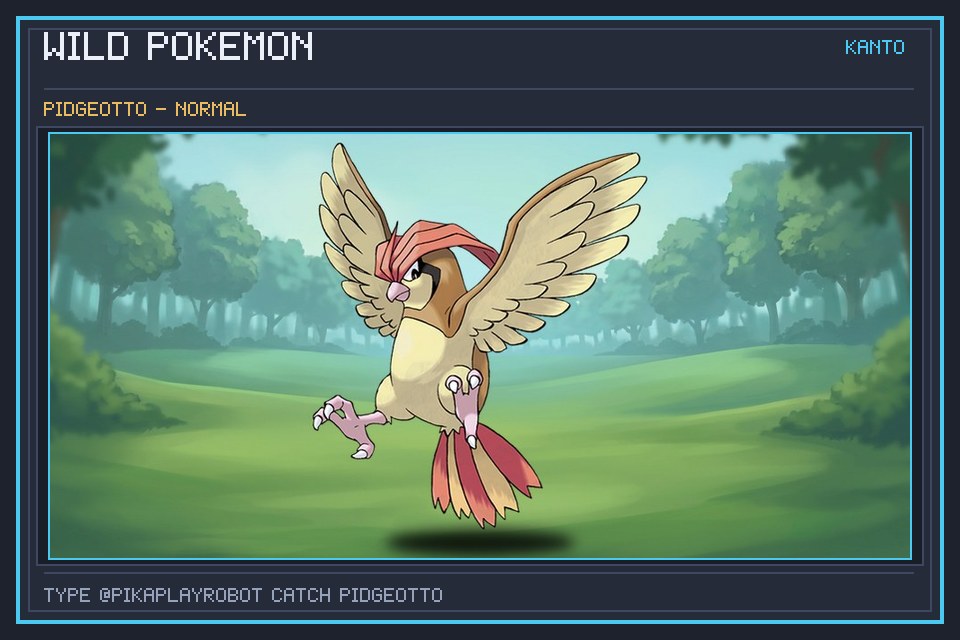 WILD POKEMON
KANTO
PIDGEOTTO - NORMAL
TYPE @PIKAPLAYROBOT CATCH PIDGEOTTO